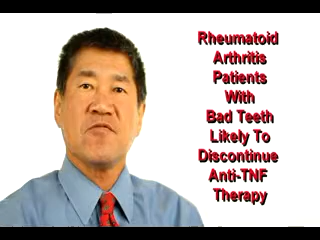 Rheumatoid
Arthritis
Patients
With
Bad Teeth
Likely To
Discontinue
Anti-TNF
Therapy